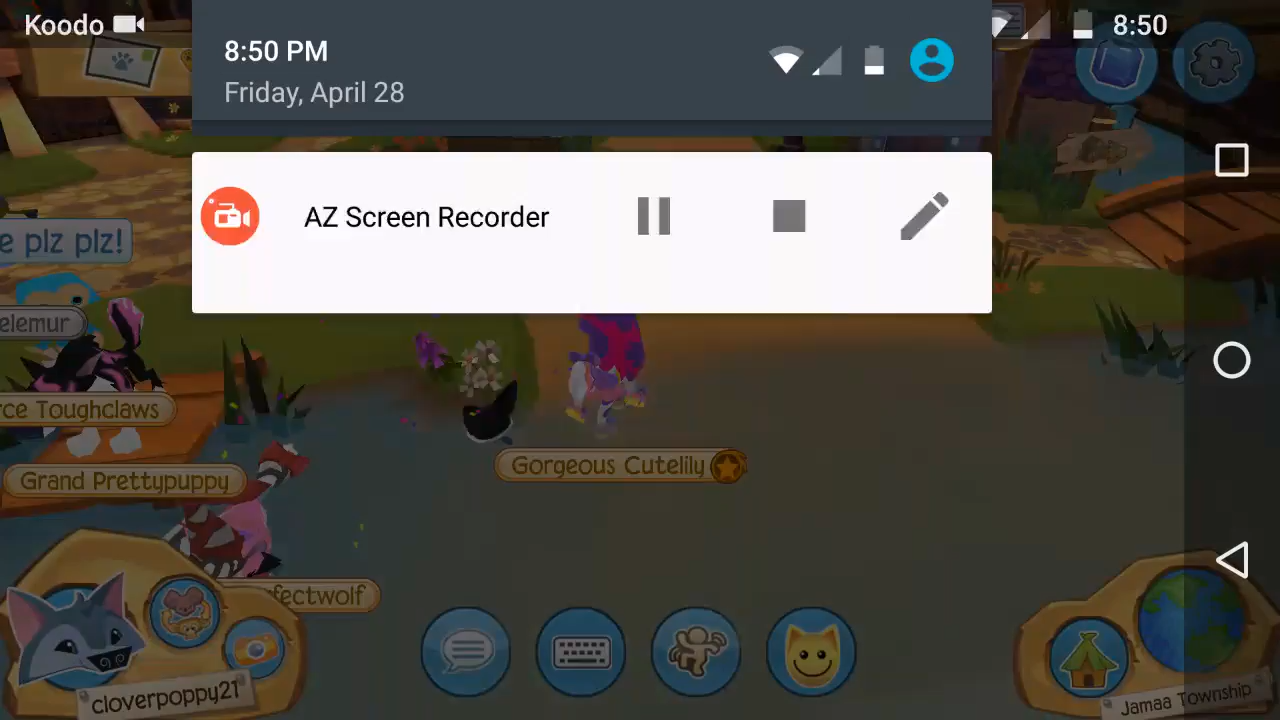 Koodo
8:50
8:50 PM
Friday, April 28
AZ Screen Recorder
e plz plz!
elemur
rce Toughclaws
Grand Prettypuppy
Gorgeous Cutelily
fectwolf
cloverpoppy21
Jamaa Township